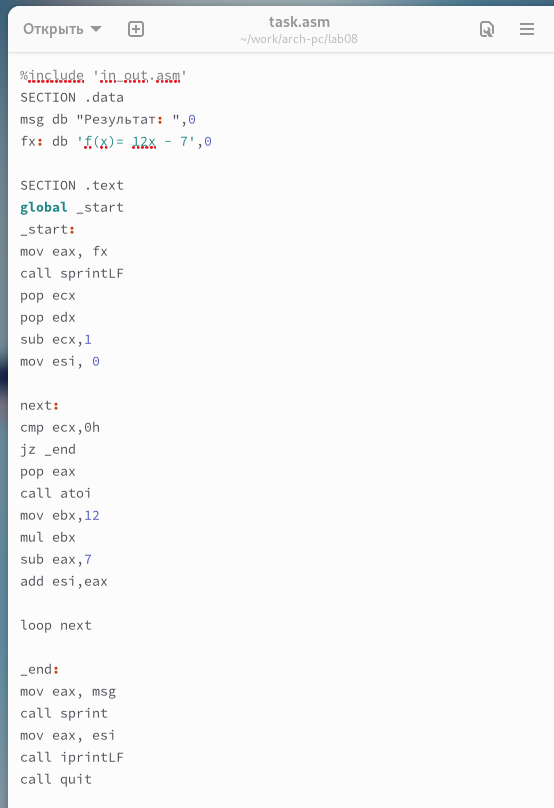 Открыть
task.asm
~/work/arch-pc/lab08
%include 'in_out.asm'
SECTION .data
msg db "Результат: ",0
fx: db 'f(x)= 12x - 7',0
SECTION .text
global _start
_start:
mov eax, fx
call sprintLF
pop ecx
pop edx
sub ecx,1
mov esi, 0
next:
cmp ecx,0h
jz _end
pop eax
call atoi
mov ebx,12
mul ebx
sub eax,7
add esi,eax
loop next
_end:
mov eax, msg
call sprint
mov eax, esi
call iprintLF
call quit